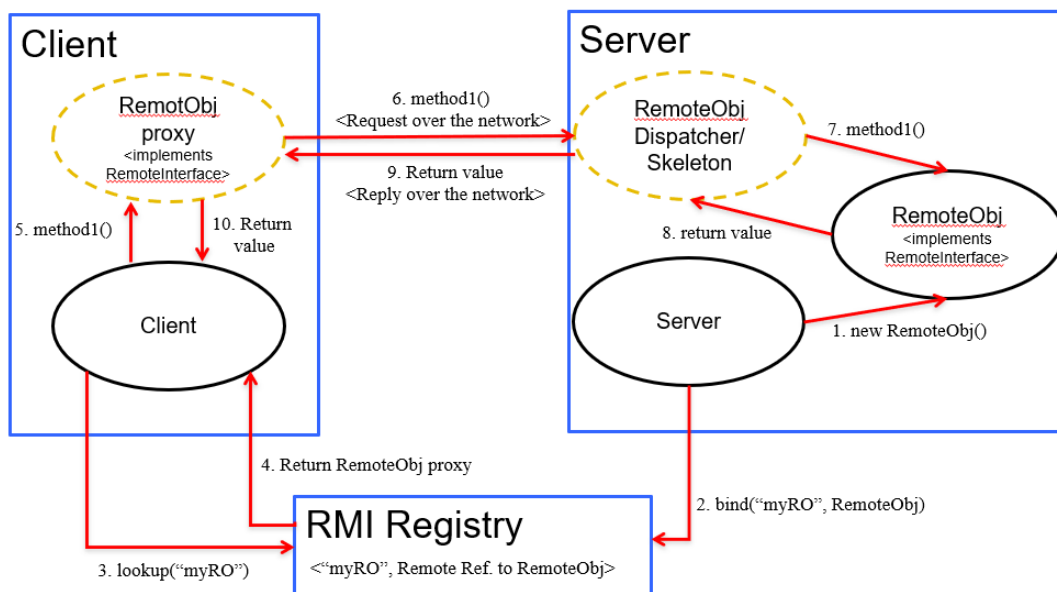 Client
Server
RemotObj
proxy
<implements
RemoteInterface>
6. method1()
<Request over the network>
9. Return value
<Reply over the network>
RemoteObj
Dispatcher/
Skeleton
7. method1()
5. method1()
10. Return
value
8. return value
RemoteObj
<implements
RemoteInterface>
Client
Server
1. new RemoteObj()
4. Return RemoteObj proxy
2. bind(“myRO”, RemoteObj)
3. lookup(“myRO”)
RMI Registry
<“myRO”, Remote Ref. to RemoteObj>